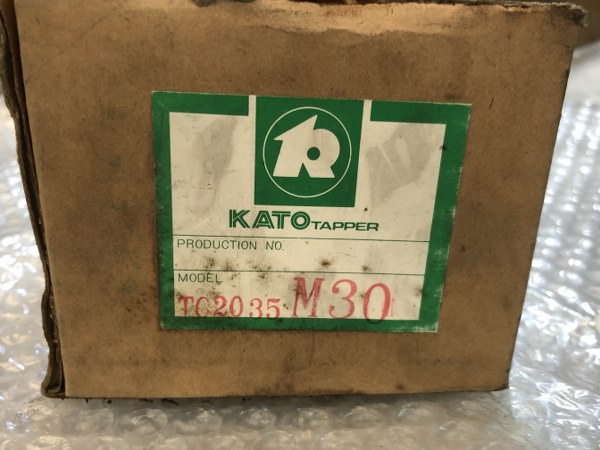 KATO TAPPER
PRODUCTION NO.
MODEL
TC2035 M30